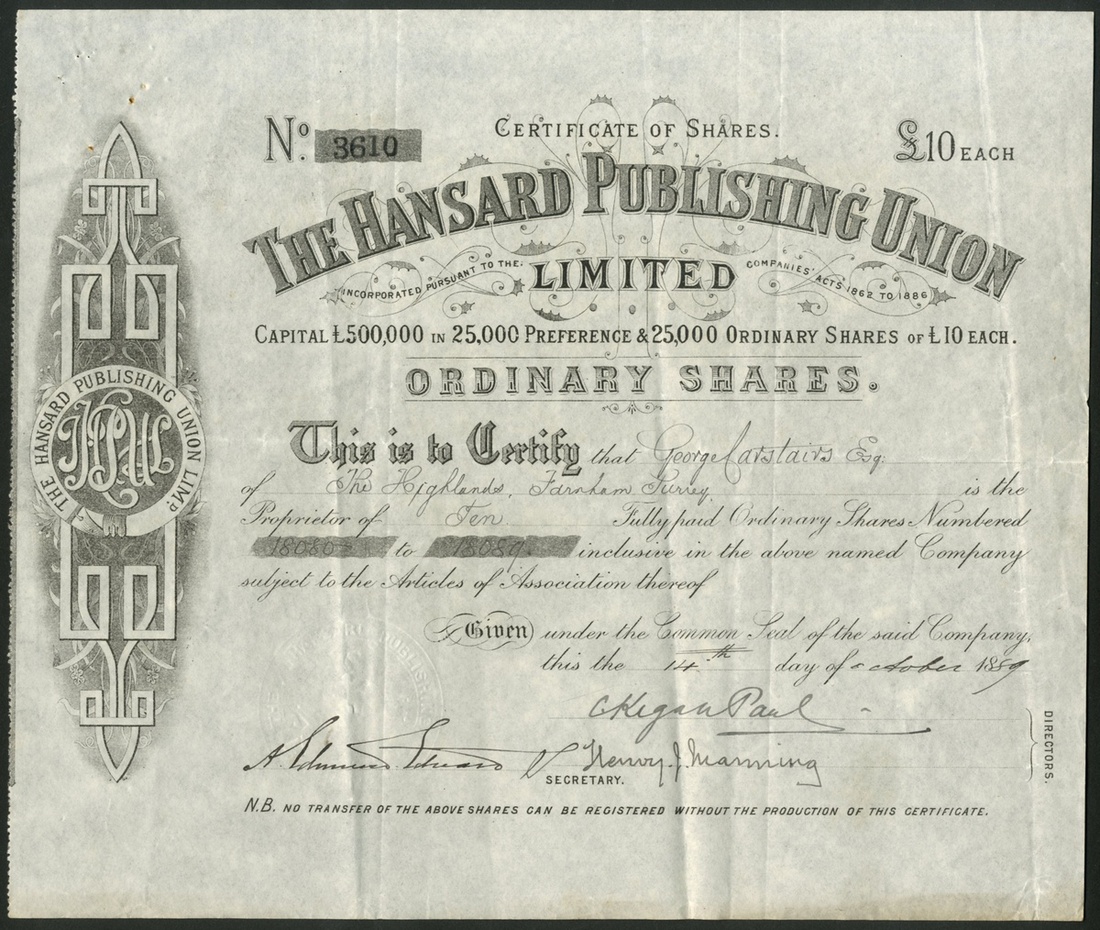 No. 3610
CERTIFICATE OF SHARES.
£10 EACH
THE HANSARD PUBLISHING UNION
INCORPORATED PURSUANT TO THE LIMITED COMPANIES' ACTS 1862 TO 1886
CAPITAL £500,000 IN 25,000 PREFERENCE & 25,000 ORDINARY SHARES OF £10 EACH.
ORDINARY SHARES.
This is to Certify that George Carstairs Esq.
of The Highlands, Farnham Surrey, is the
Proprietor of Ten Fully paid Ordinary Shares Numbered
18080 to 18089 inclusive in the above named Company
subject to the Articles of Association thereof
Given under the Common Seal of the said Company,
this the 14th day of October 1889
C Kegan Paul
Henry J. Manning
DIRECTORS.
SECRETARY.
N.B. NO TRANSFER OF THE ABOVE SHARES CAN BE REGISTERED WITHOUT THE PRODUCTION OF THIS CERTIFICATE.
THE HANSARD PUBLISHING UNION LIMD.
HPU